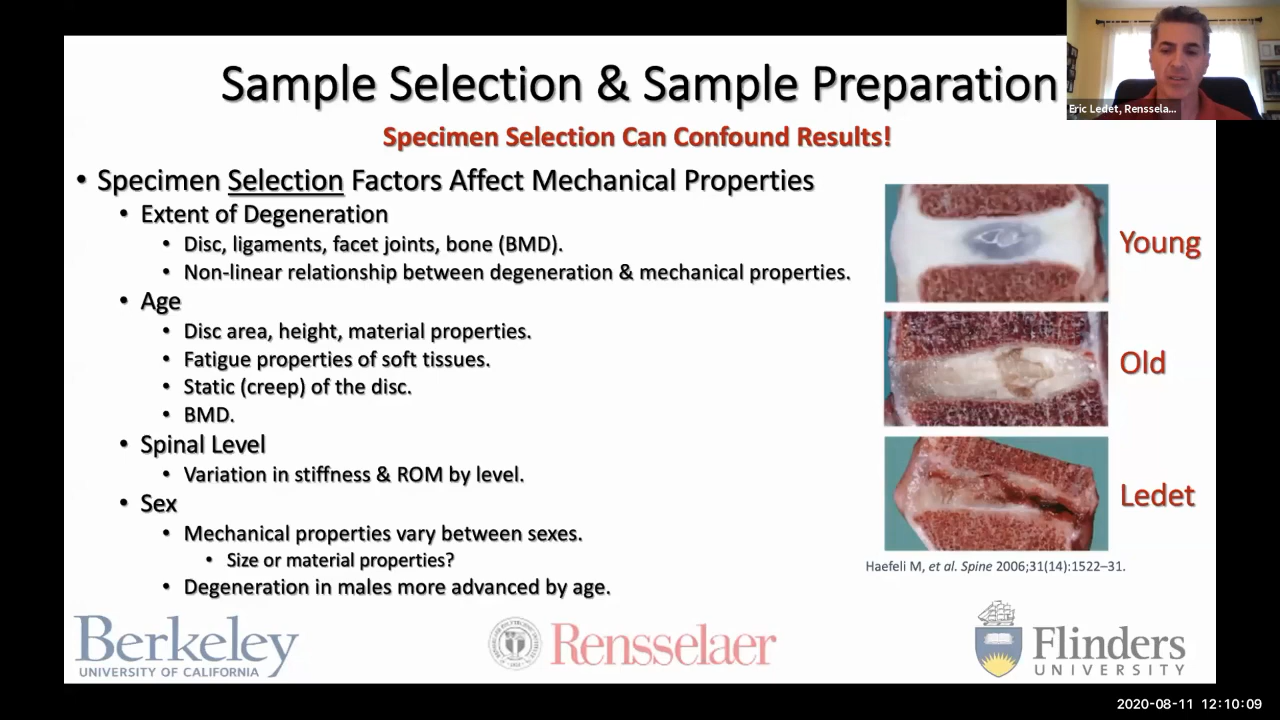 Sample Selection & Sample Preparation
Eric Ledet, Renssela...
Specimen Selection Can Confound Results!
• Specimen Selection Factors Affect Mechanical Properties
• Extent of Degeneration
• Disc, ligaments, facet joints, bone (BMD).
• Non-linear relationship between degeneration & mechanical properties.
• Age
• Disc area, height, material properties.
• Fatigue properties of soft tissues.
• Static (creep) of the disc.
• BMD.
• Spinal Level
• Variation in stiffness & ROM by level.
• Sex
• Mechanical properties vary between sexes.
• Size or material properties?
• Degeneration in males more advanced by age.
Young
Old
Ledet
Haefeli M, et al. Spine 2006;31(14):1522–31.
Berkeley
UNIVERSITY OF CALIFORNIA
Rensselaer
Flinders
UNIVERSITY
2020-08-11 12:10:09